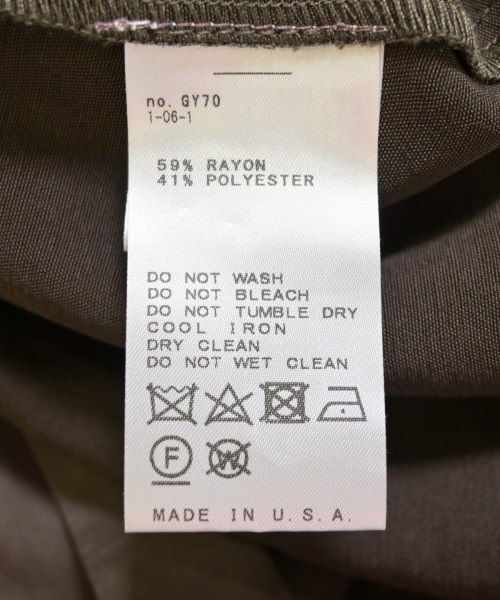 no. GY70
1-06-1
59% RAYON
41% POLYESTER
DO NOT WASH
DO NOT BLEACH
DO NOT TUMBLE DRY
COOL IRON
DRY CLEAN
DO NOT WET CLEAN
F W
MADE IN U.S.A.